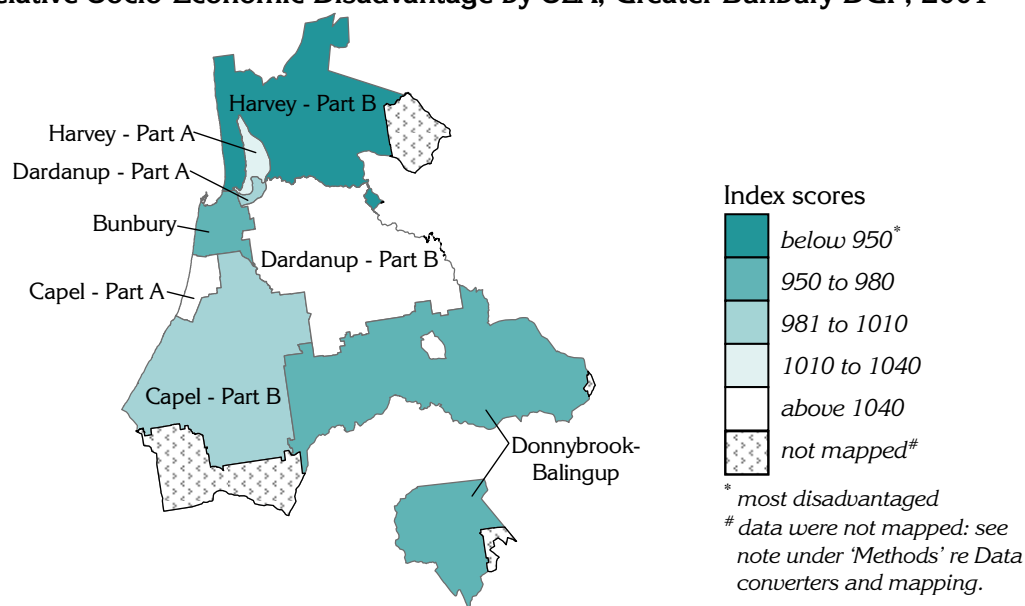 Harvey - Part B
Harvey - Part A
Dardanup - Part A
Bunbury
Dardanup - Part B
Capel - Part A
Capel - Part B
Donnybrook-
Balingup
Index scores
below 950*
950 to 980
981 to 1010
1010 to 1040
above 1040
not mapped#
* most disadvantaged
# data were not mapped: see
note under ‘Methods’ re Data
converters and mapping.